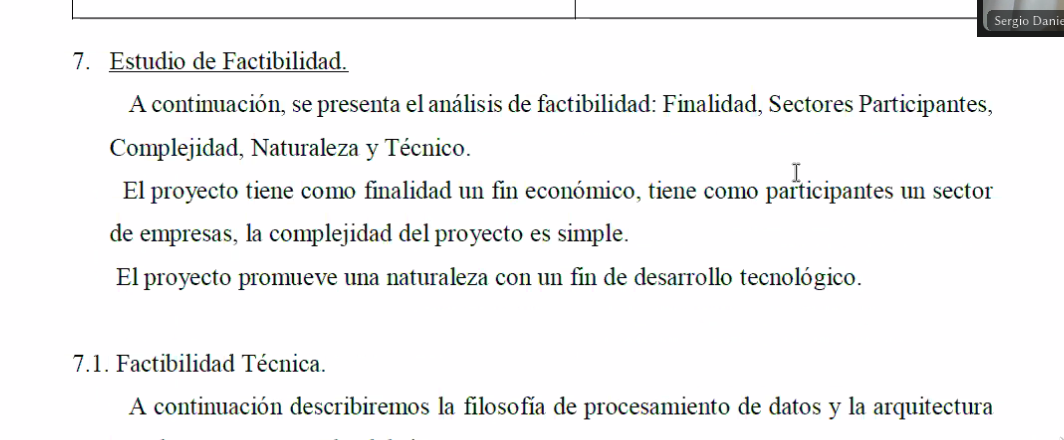 Sergio Danie
7. Estudio de Factibilidad.
A continuación, se presenta el análisis de factibilidad: Finalidad, Sectores Participantes,
Complejidad, Naturaleza y Técnico.
El proyecto tiene como finalidad un fin económico, tiene como participantes un sector
de empresas, la complejidad del proyecto es simple.
El proyecto promueve una naturaleza con un fin de desarrollo tecnológico.
7.1. Factibilidad Técnica.
A continuación describiremos la filosofía de procesamiento de datos y la arquitectura